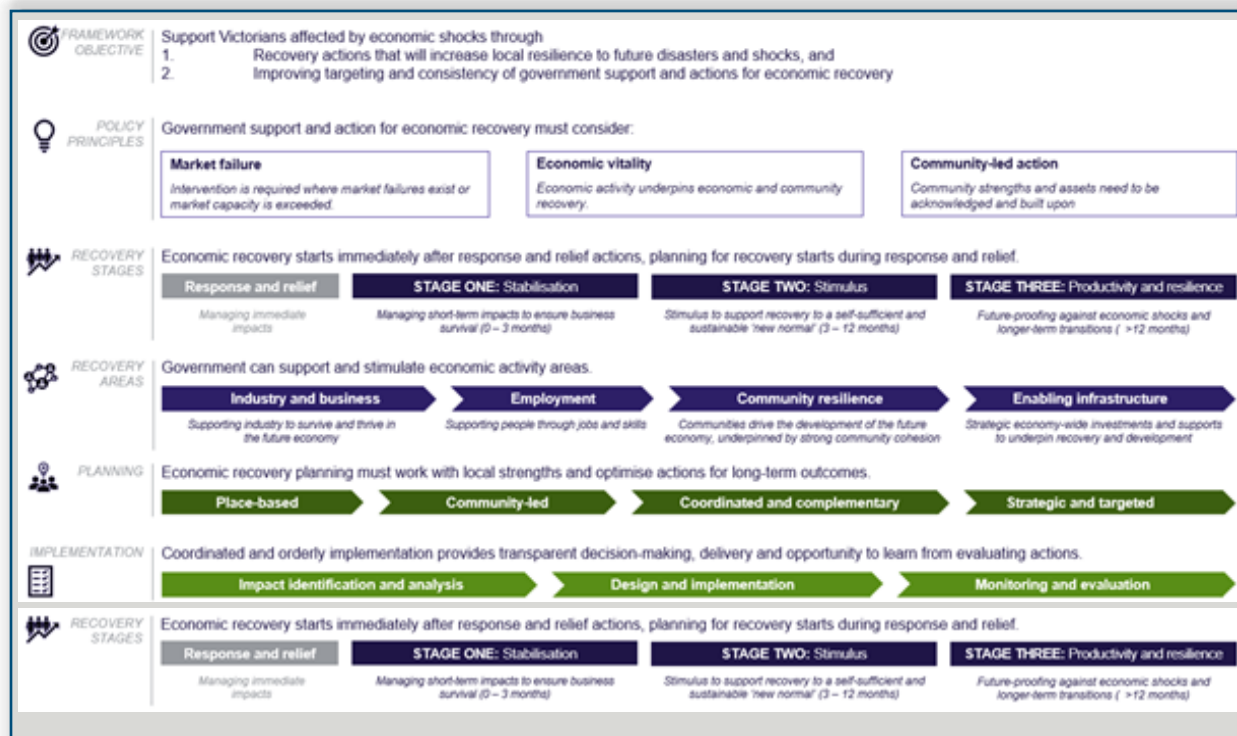 FRAMEWORK
OBJECTIVE
Support Victorians affected by economic shocks through
1. Recovery actions that will increase local resilience to future disasters and shocks, and
2. Improving targeting and consistency of government support and actions for economic recovery
POLICY
PRINCIPLES
Government support and action for economic recovery must consider:
Market failure
Intervention is required where market failures exist or
market capacity is exceeded.
Economic vitality
Economic activity underpins economic and community
recovery.
Community-led action
Community strengths and assets need to be
acknowledged and built upon
RECOVERY
STAGES
Economic recovery starts immediately after response and relief actions, planning for recovery starts during response and relief.
Response and relief
Managing immediate
impacts
STAGE ONE: Stabilisation
Managing short-term impacts to ensure business
survival (0 – 3 months)
STAGE TWO: Stimulus
Stimulus to support recovery to a self-sufficient and
sustainable 'new normal' (3 – 12 months)
STAGE THREE: Productivity and resilience
Future-proofing against economic shocks and
longer-term transitions ( >12 months)
RECOVERY
AREAS
Government can support and stimulate economic activity areas.
Industry and business
Supporting industry to survive and thrive in
the future economy
Employment
Supporting people through jobs and skills
Community resilience
Communities drive the development of the future
economy, underpinned by strong community cohesion
Enabling infrastructure
Strategic economy-wide investments and supports
to underpin recovery and development
PLANNING
Economic recovery planning must work with local strengths and optimise actions for long-term outcomes.
Place-based
Community-led
Coordinated and complementary
Strategic and targeted
IMPLEMENTATION
Coordinated and orderly implementation provides transparent decision-making, delivery and opportunity to learn from evaluating actions.
Impact identification and analysis
Design and implementation
Monitoring and evaluation
RECOVERY
STAGES
Economic recovery starts immediately after response and relief actions, planning for recovery starts during response and relief.
Response and relief
Managing immediate
impacts
STAGE ONE: Stabilisation
Managing short-term impacts to ensure business
survival (0 – 3 months)
STAGE TWO: Stimulus
Stimulus to support recovery to a self-sufficient and
sustainable 'new normal' (3 – 12 months)
STAGE THREE: Productivity and resilience
Future-proofing against economic shocks and
longer-term transitions ( >12 months)